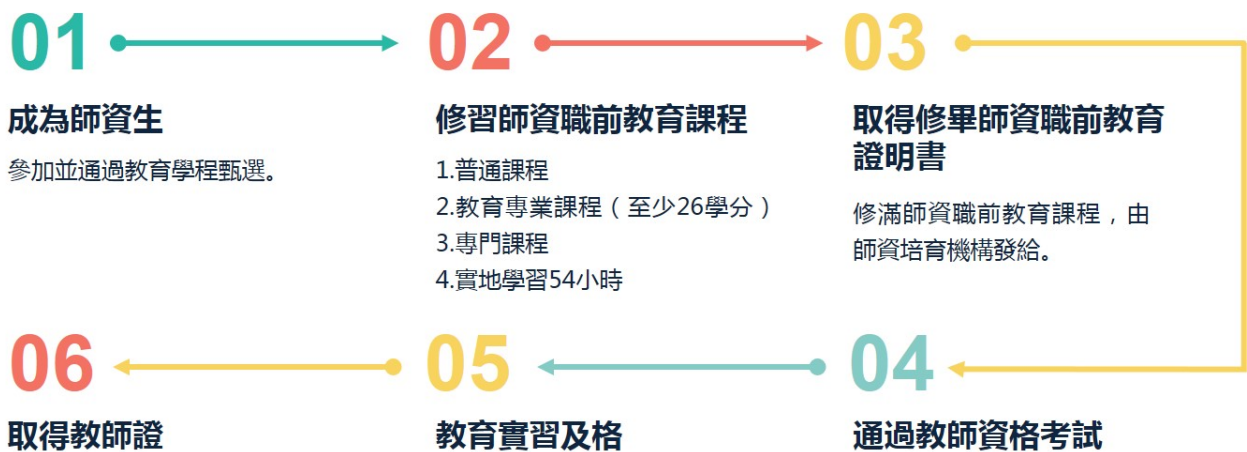 01
成為師資生
參加並通過教育學程甄選。
02
修習師資職前教育課程
1.普通課程
2.教育專業課程（至少26學分）
3.專門課程
4.實地學習54小時
03
取得修畢師資職前教育
證明書
修滿師資職前教育課程，由
師資培育機構發給。
04
通過教師資格考試
05
教育實習及格
06
取得教師證